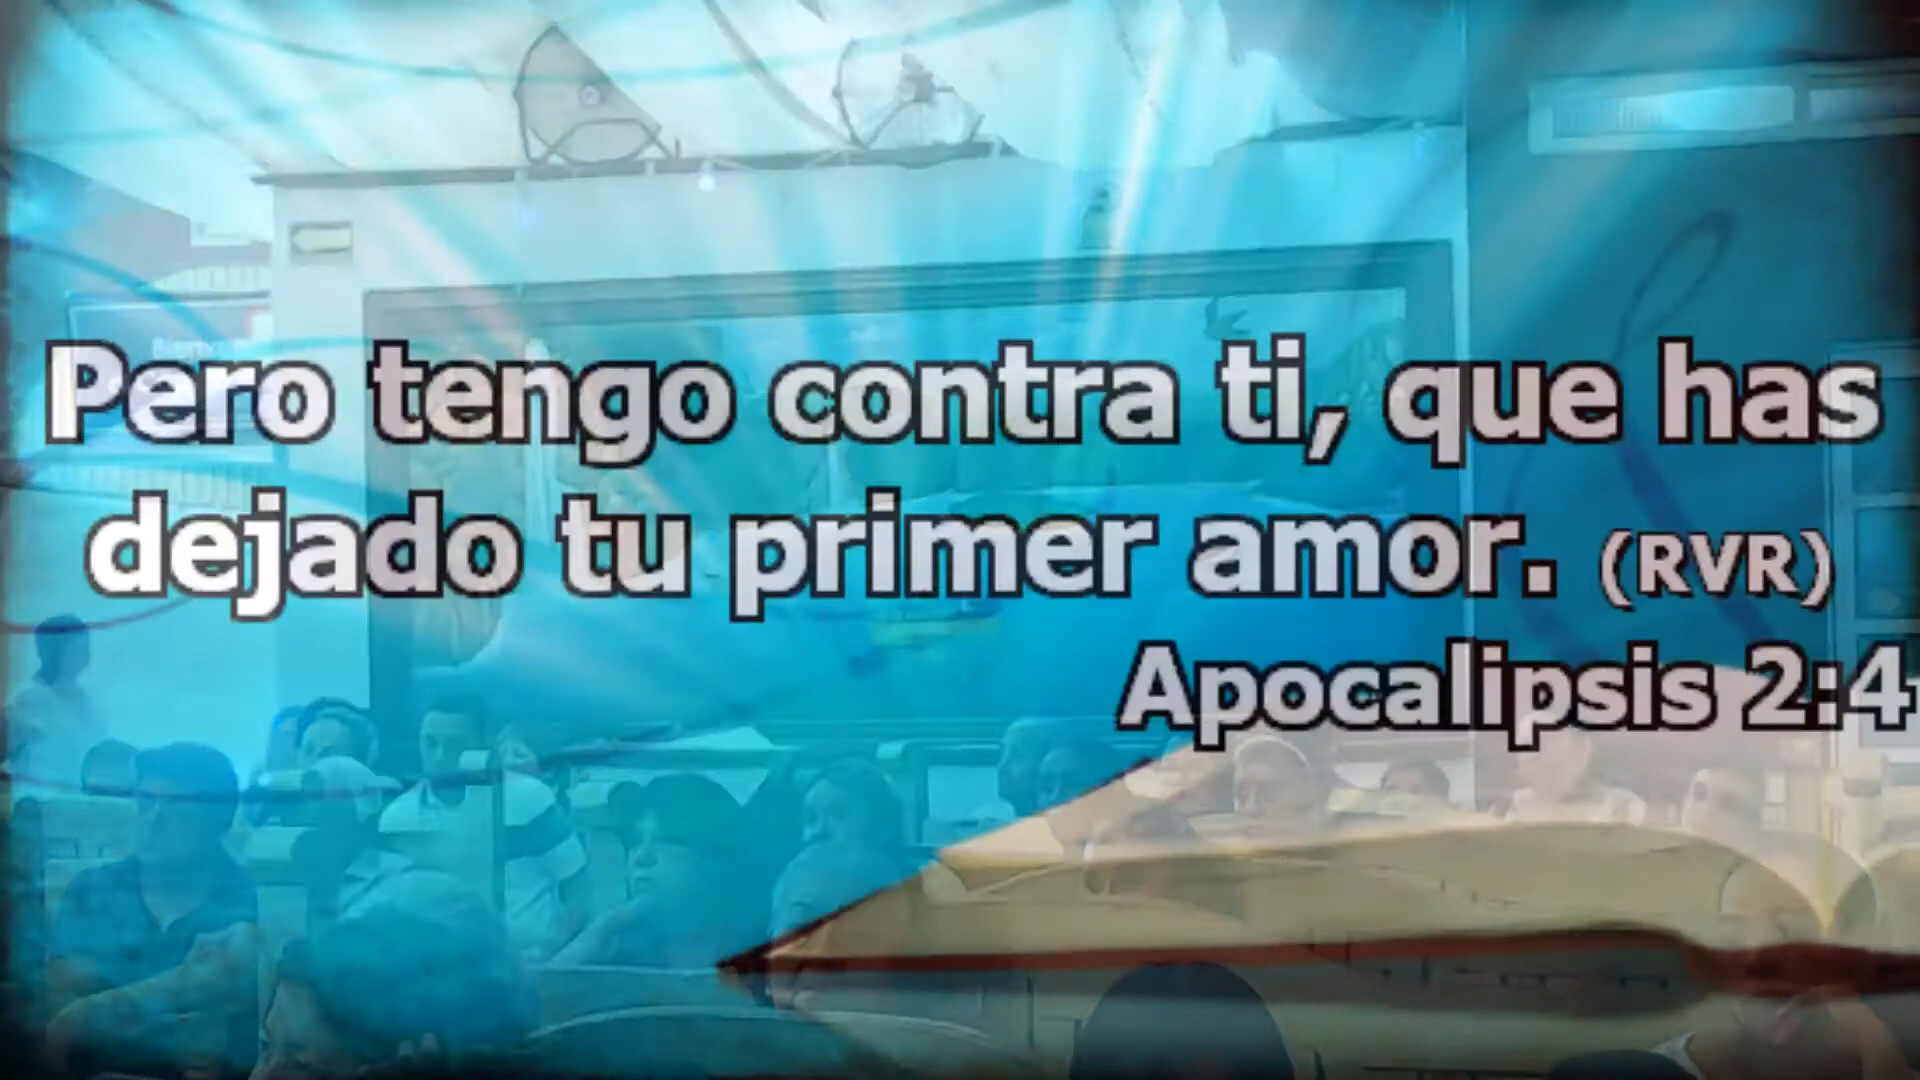 Pero tengo contra ti, que has
dejado tu primer amor. (RVR)
Apocalipsis 2:4